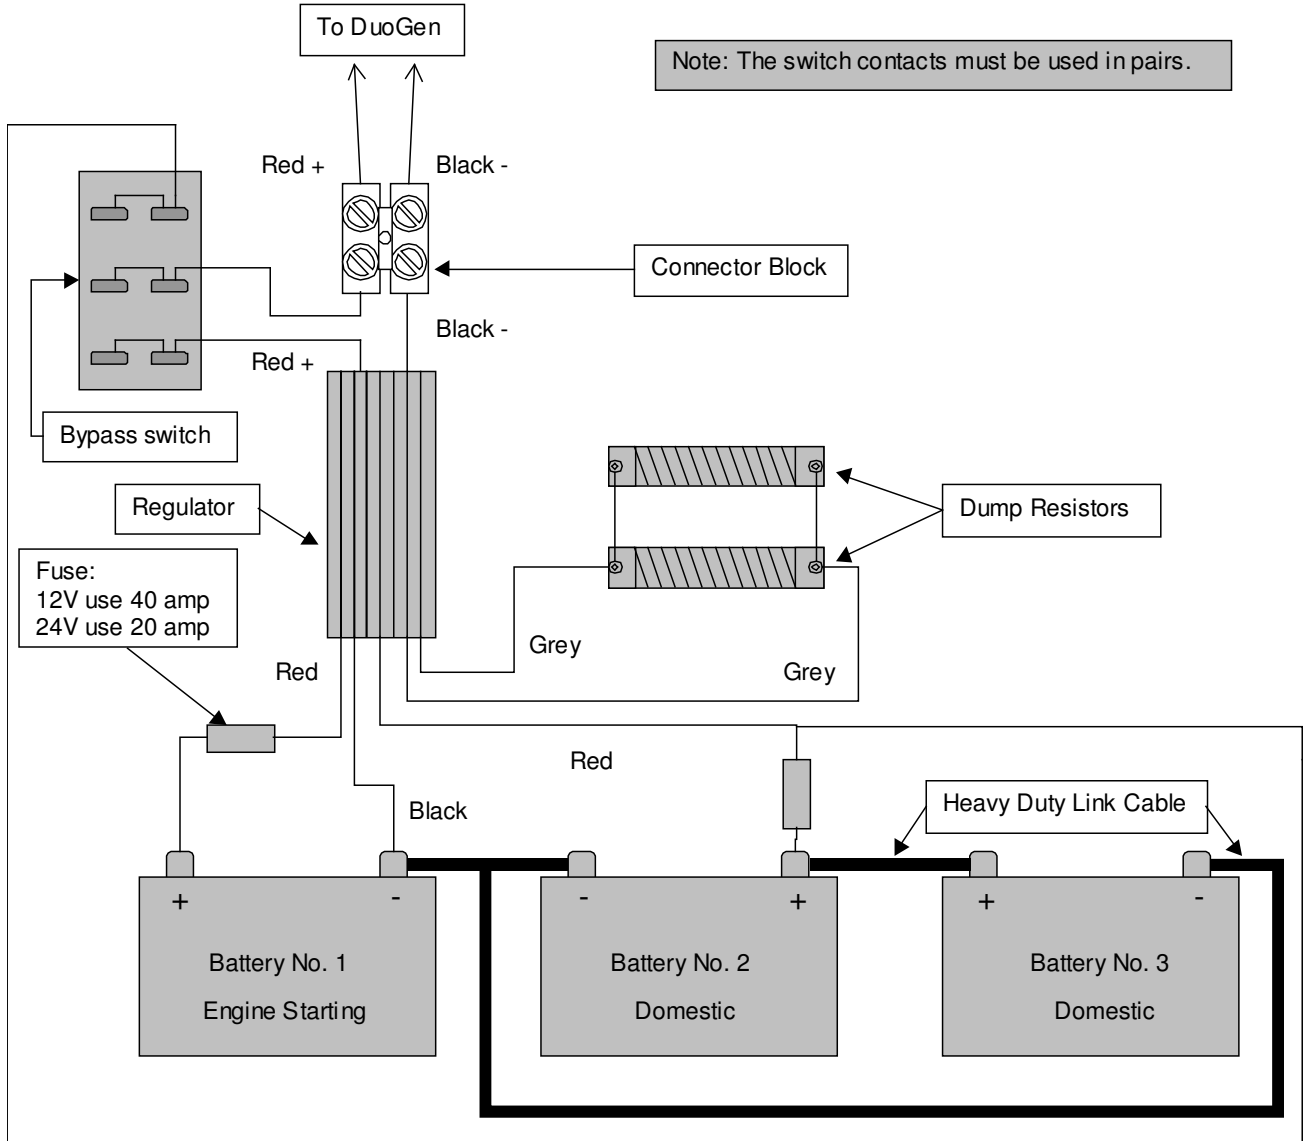 To DuoGen
Note: The switch contacts must be used in pairs.
Red +
Black -
Connector Block
Black -
Red +
Bypass switch
Regulator
Dump Resistors
Fuse:
12V use 40 amp
24V use 20 amp
Grey
Red
Grey
Red
Black
Heavy Duty Link Cable
+
-
-
+
+
-
Battery No. 1
Engine Starting
Battery No. 2
Domestic
Battery No. 3
Domestic